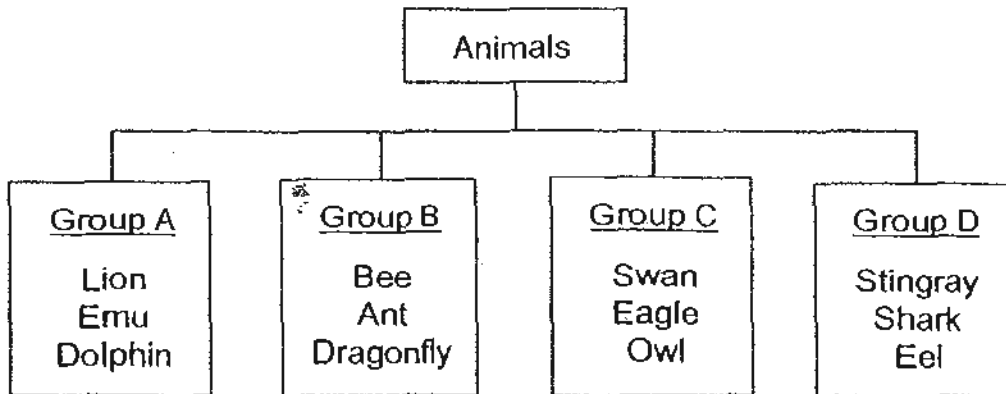 Animals
Group A
Lion
Emu
Dolphin
Group B
Bee
Ant
Dragonfly
Group C
Swan
Eagle
Owl
Group D
Stingray
Shark
Eel